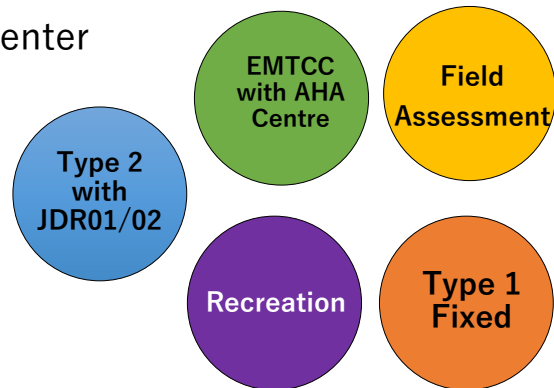 enter
EMTCC
with AHA
Centre
Field
Assessment/
Type 2
with
JDR01/02
Recreation
Type 1
Fixed